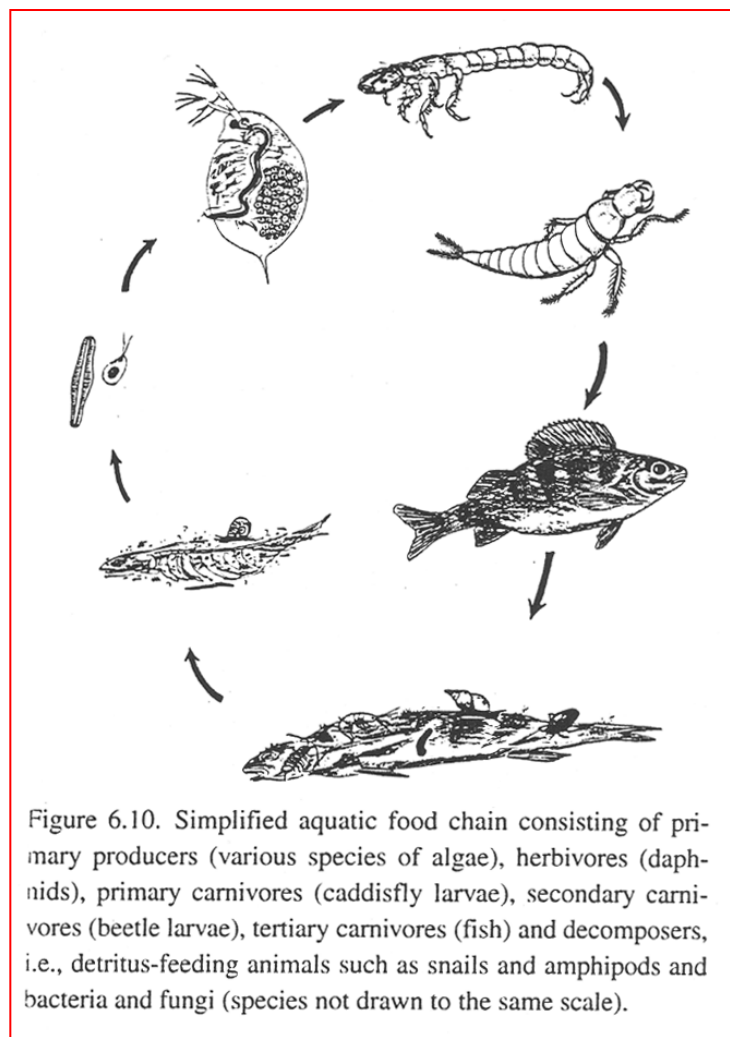 Figure 6.10. Simplified aquatic food chain consisting of pri-
mary producers (various species of algae), herbivores (daph-
nids), primary carnivores (caddisfly larvae), secondary carni-
vores (beetle larvae), tertiary carnivores (fish) and decomposers,
i.e., detritus-feeding animals such as snails and amphipods and
bacteria and fungi (species not drawn to the same scale).